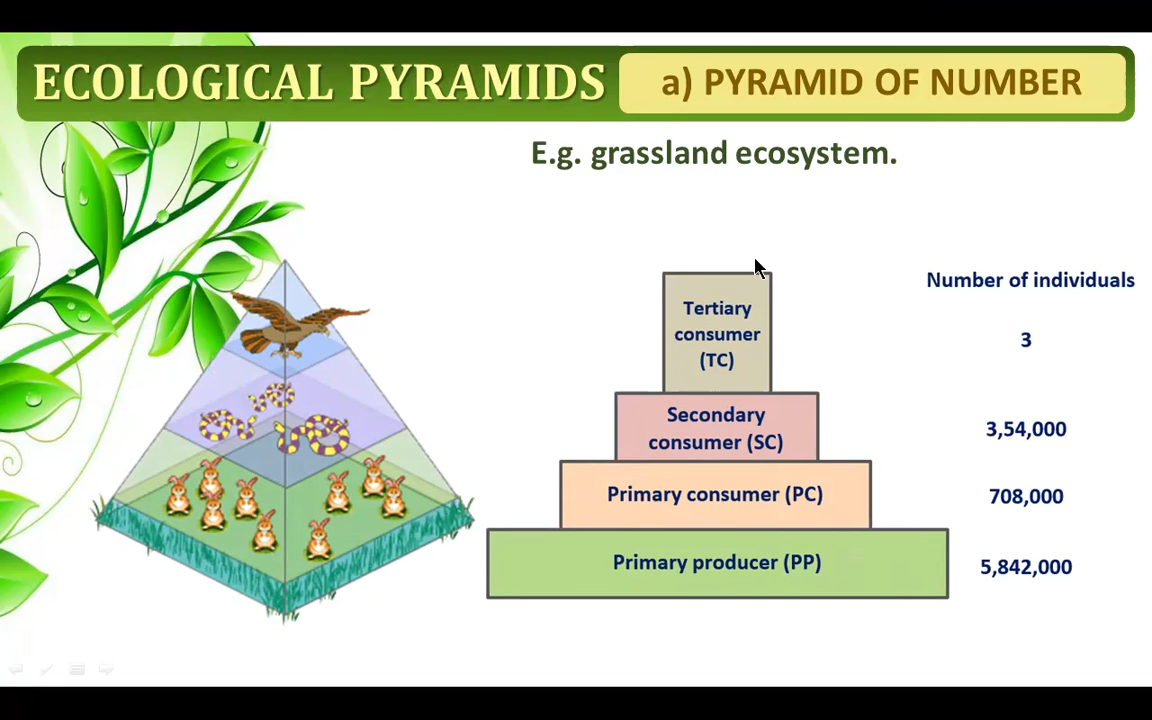 ECOLOGICAL PYRAMIDS
a) PYRAMID OF NUMBER
E.g. grassland ecosystem.
Number of individuals
Tertiary
consumer
(TC)
3
Secondary
consumer (SC)
3,54,000
Primary consumer (PC)
708,000
Primary producer (PP)
5,842,000